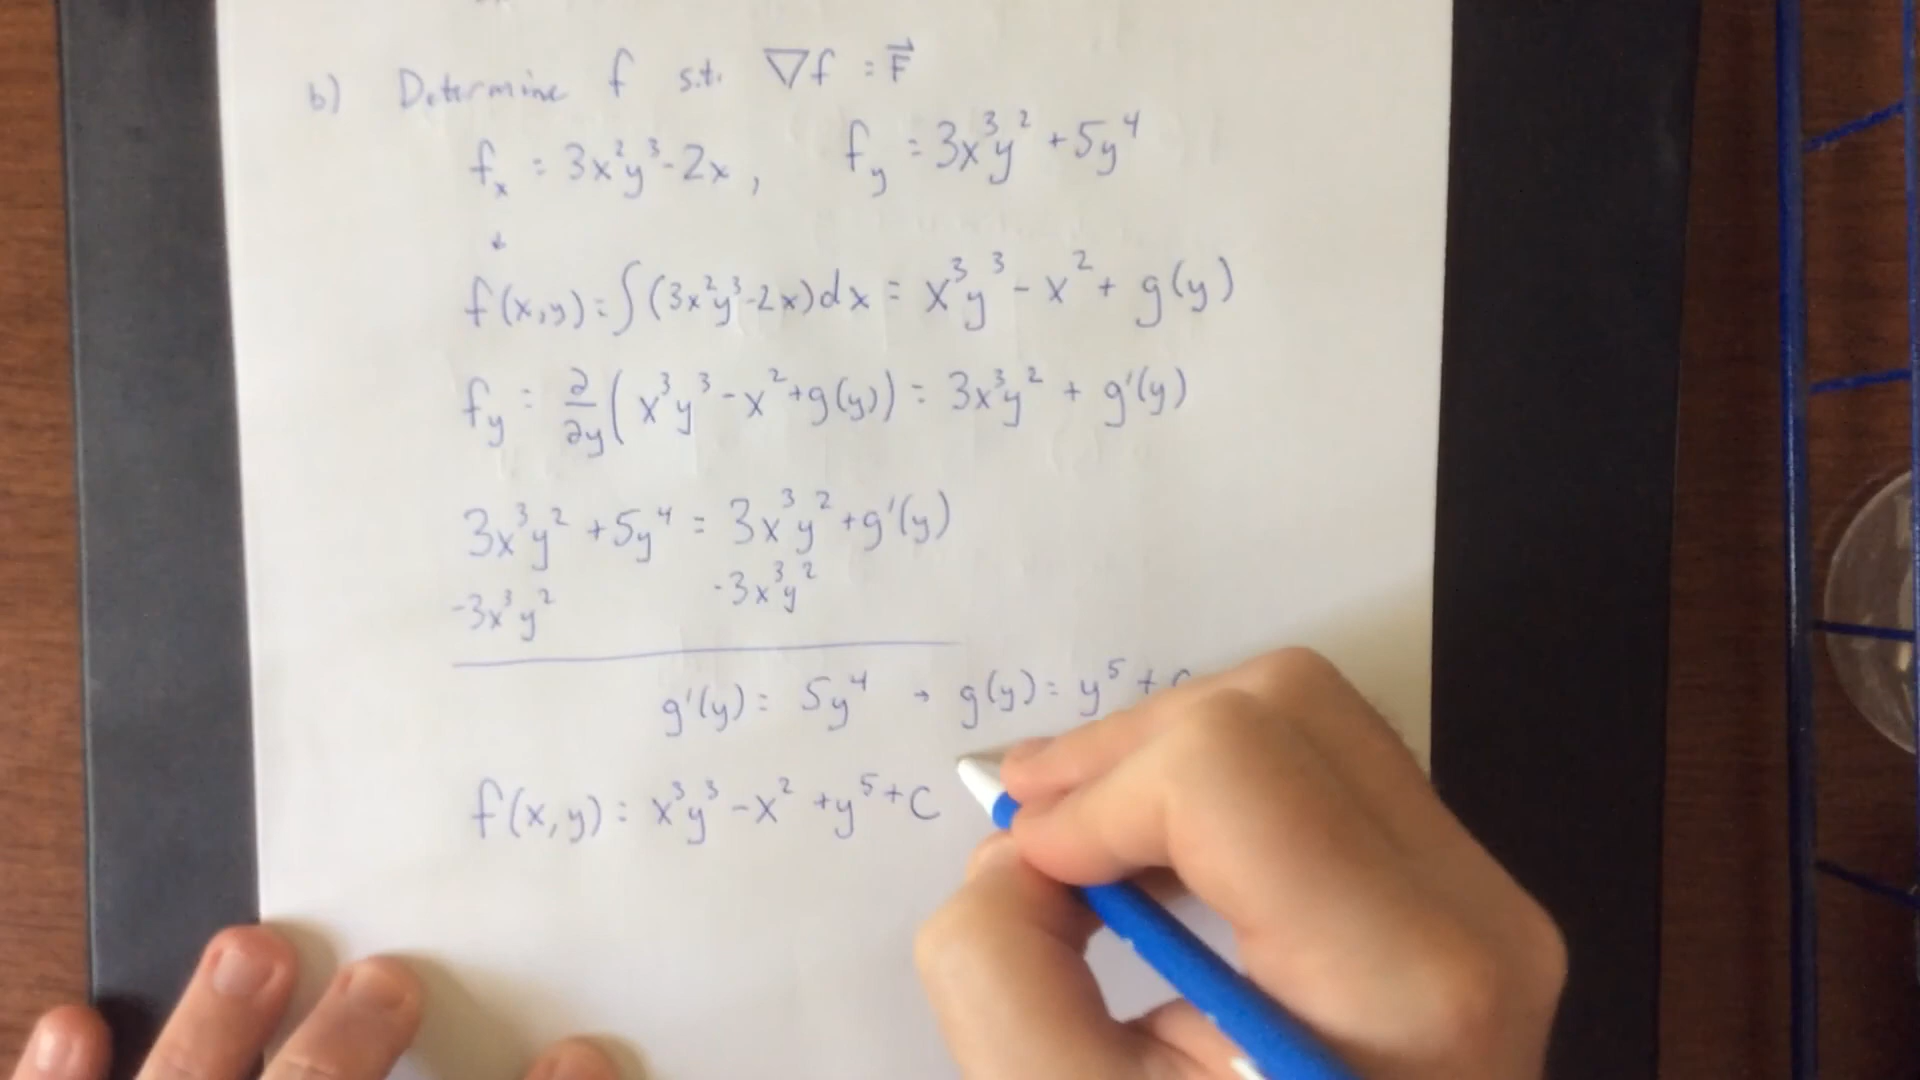 b) Determine f s.t. ∇f = F⃗
fₓ = 3x²y³-2x, f_y = 3x³y² + 5y⁴
↓
f(x,y) = ∫(3x²y³-2x)dx = x³y³ - x² + g(y)
f_y = ∂/∂y (x³y³ - x² + g(y)) = 3x³y² + g'(y)
3x³y² + 5y⁴ = 3x³y² + g'(y)
-3x³y² -3x³y²
g'(y) = 5y⁴ → g(y) = y⁵ +
f(x,y) = x³y³ - x² + y⁵ + C